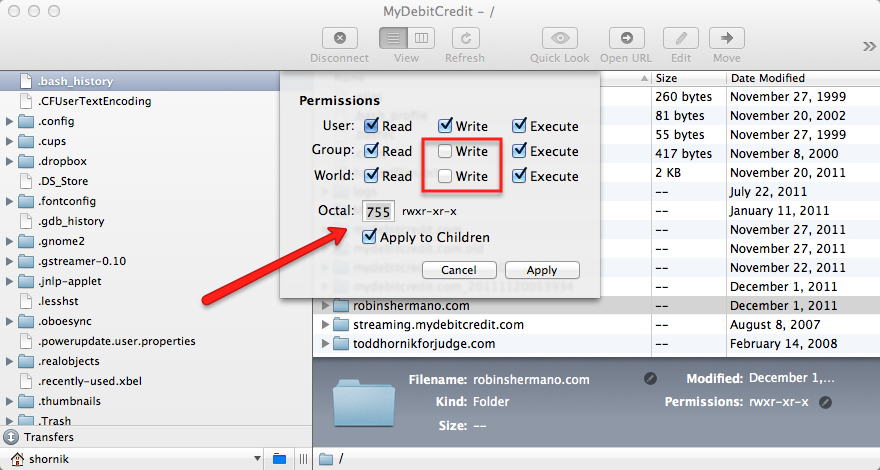 MyDebitCredit – /
Disconnect View Refresh Quick Look Open URL Edit Move
Size Date Modified
.bash_history
.CFUserTextEncoding
.config
.cups
.dropbox
.DS_Store
.fontconfig
.gdb_history
.gnome2
.gstreamer-0.10
.jnlp-applet
.lesshst
.oboesync
.powerupdate.user.properties
.realobjects
.recently-used.xbel
.thumbnails
.Trash
Transfers
shornik
Permissions
User: Read Write Execute
Group: Read Write Execute
World: Read Write Execute
Octal: 755 rwxr-xr-x
Apply to Children
Cancel Apply
260 bytes November 27, 1999
81 bytes November 20, 2002
55 bytes November 27, 1999
417 bytes November 8, 2000
2 KB November 20, 2011
-- July 22, 2011
-- January 11, 2011
-- November 27, 2011
-- November 27, 2011
-- November 22, 2011
mydebitcredit.com_20111120053934 -- December 1, 2011
robinshermano.com -- December 1, 2011
streaming.mydebitcredit.com -- August 8, 2007
toddhornikforjudge.com -- February 14, 2008
Filename: robinshermano.com Modified: December 1,...
Kind: Folder Permissions: rwxr-xr-x
Size: --
/